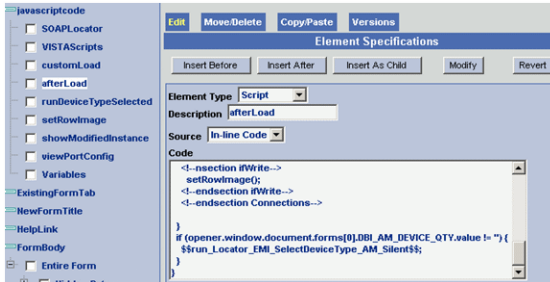 javascriptcode
SOAPLocator
VISTAScripts
customLoad
afterLoad
runDeviceTypeSelected
setRowImage
showModifiedInstance
viewPortConfig
Variables
ExistingFormTab
NewFormTitle
HelpLink
FormBody
Entire Form
Edit Move/Delete Copy/Paste Versions
Element Specifications
Insert Before Insert After Insert As Child Modify Revert
Element Type Script
Description afterLoad
Source In-line Code
Code
<!--nsection ifWrite-->
setRowImage();
<!--endsection ifWrite-->
<!--endsection Connections-->
}
if (opener.window.document.forms[0].DBI_AM_DEVICE_QTY.value != '') {
$$run_Locator_EMI_SelectDeviceType_AM_Silent$$;
}
}